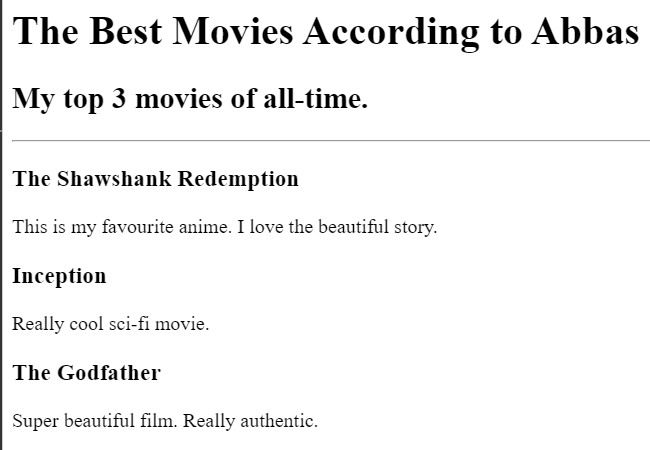 The Best Movies According to Abbas
My top 3 movies of all-time.
The Shawshank Redemption
This is my favourite anime. I love the beautiful story.
Inception
Really cool sci-fi movie.
The Godfather
Super beautiful film. Really authentic.